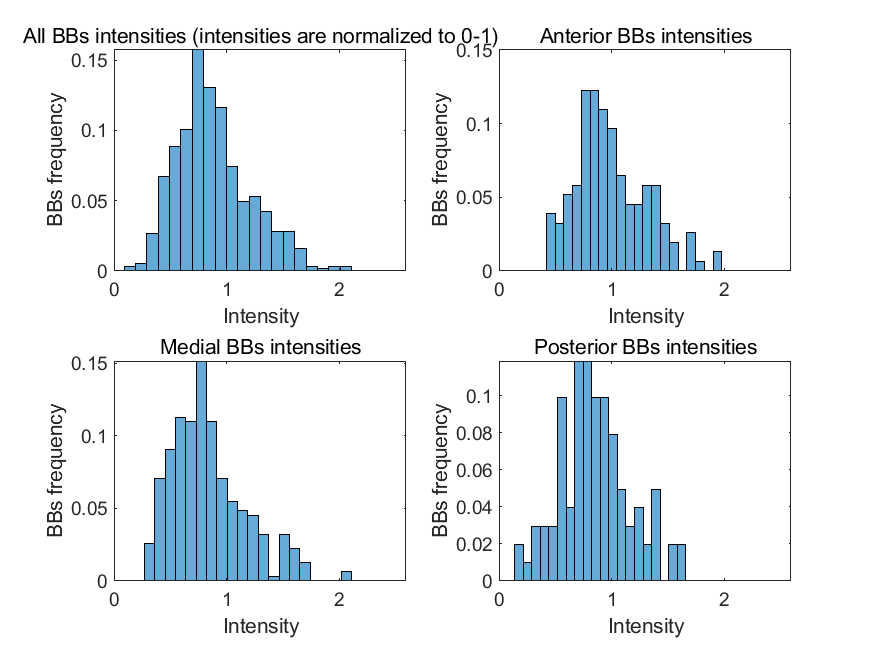 All BBs intensities (intensities are normalized to 0-1)
0.15
0.1
0.05
0
0 1 2
BBs frequency
Intensity
Anterior BBs intensities
0.15
0.1
0.05
0
0 1 2
BBs frequency
Intensity
Medial BBs intensities
0.15
0.1
0.05
0
0 1 2
BBs frequency
Intensity
Posterior BBs intensities
0.1
0.08
0.06
0.04
0.02
0
0 1 2
BBs frequency
Intensity